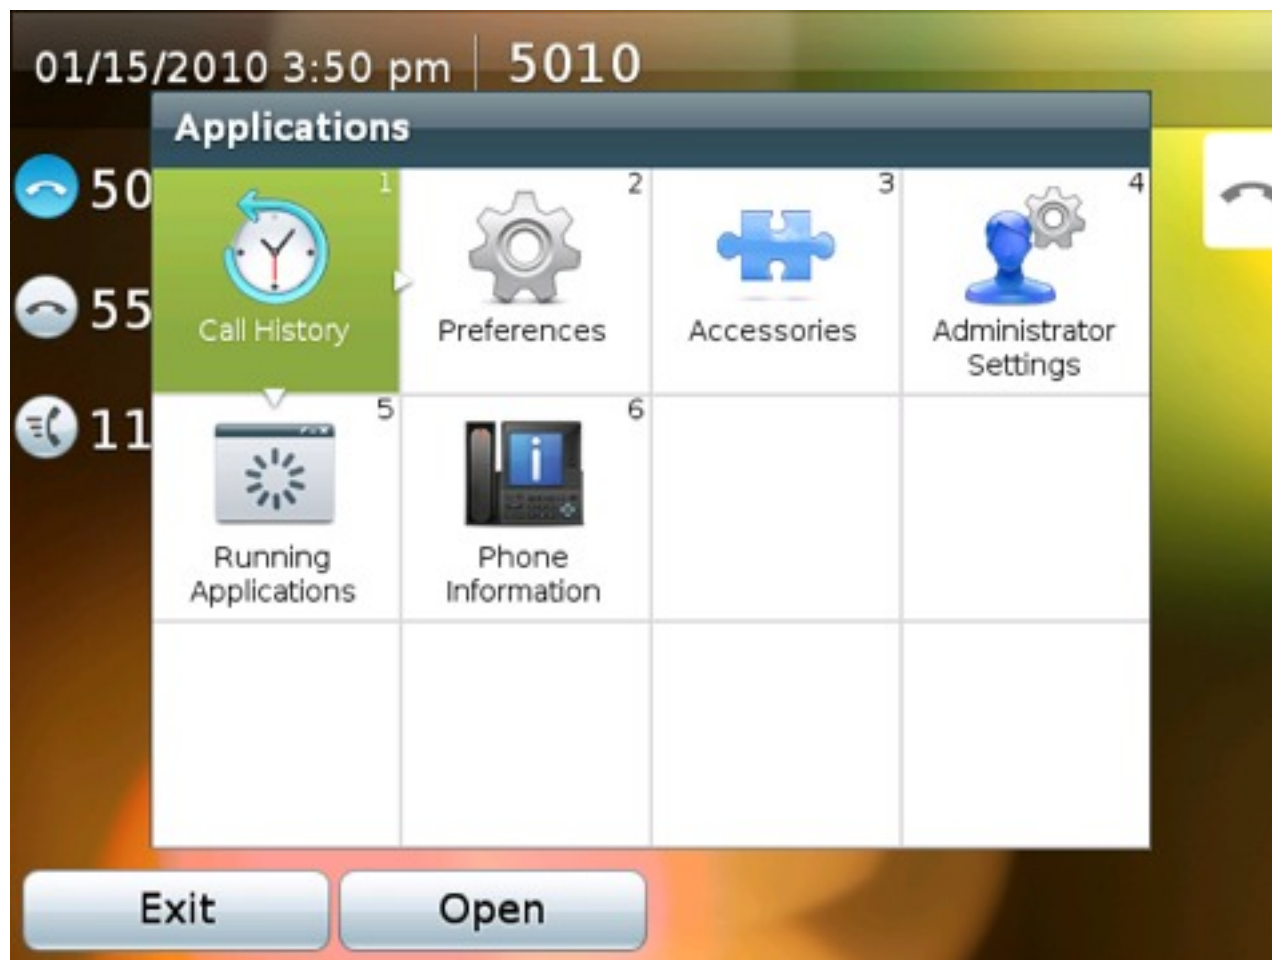 01/15/2010 3:50 pm 5010
Applications
50
55
11
1
Call History
2
Preferences
3
Accessories
4
Administrator
Settings
5
Running
Applications
6
Phone
Information
Exit
Open